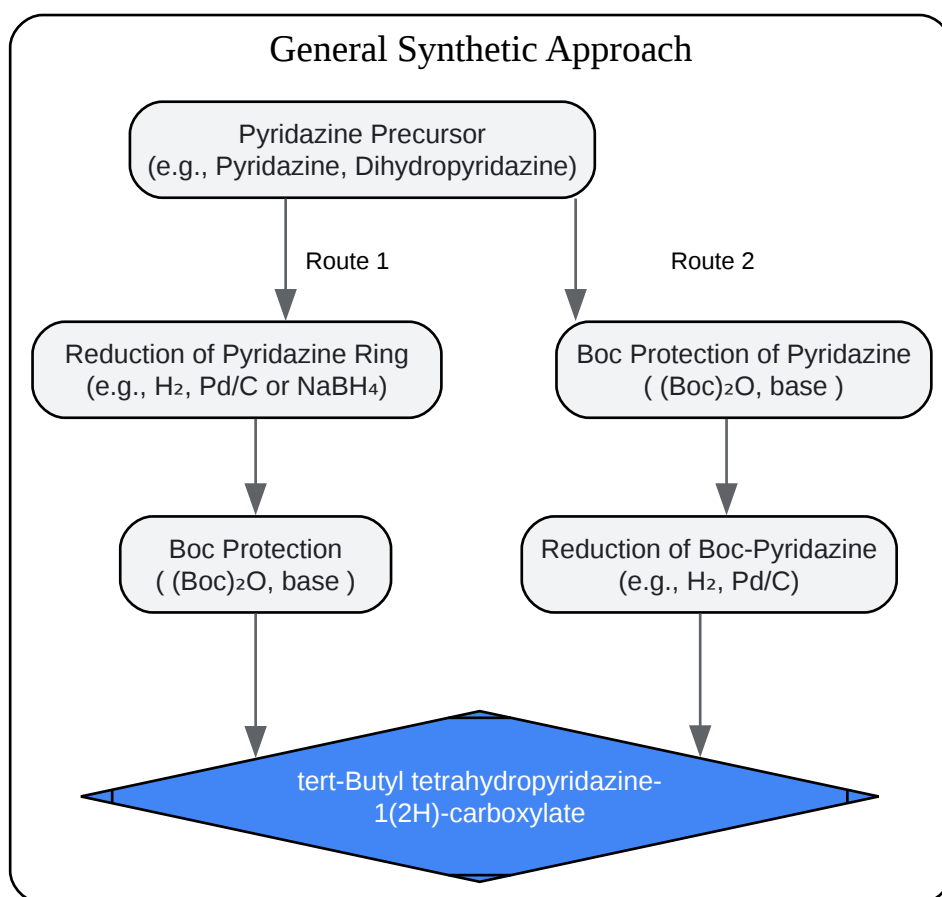 General Synthetic Approach
Pyridazine Precursor
(e.g., Pyridazine, Dihydropyridazine)
Route 1
Route 2
Reduction of Pyridazine Ring
(e.g., H₂, Pd/C or NaBH₄)
Boc Protection of Pyridazine
( (Boc)₂O, base )
Boc Protection
( (Boc)₂O, base )
Reduction of Boc-Pyridazine
(e.g., H₂, Pd/C)
tert-Butyl tetrahydropyridazine-
1(2H)-carboxylate